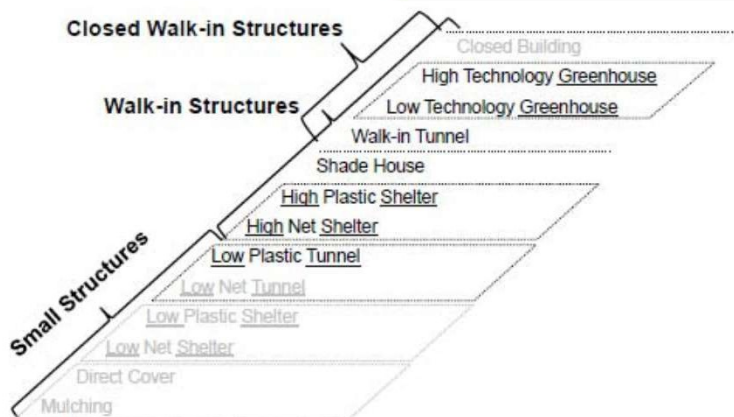 Closed Walk-in Structures
Closed Building
High Technology Greenhouse
Walk-in Structures
Low Technology Greenhouse
Walk-in Tunnel
Shade House
High Plastic Shelter
High Net Shelter
Small Structures
Low Plastic Tunnel
Low Net Tunnel
Low Plastic Shelter
Low Net Shelter
Direct Cover
Mulching